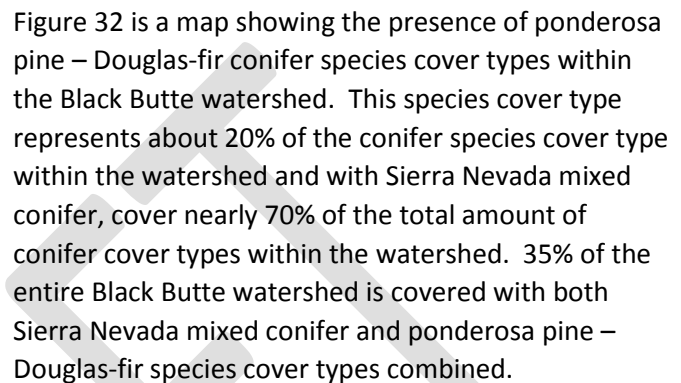 Figure 32 is a map showing the presence of ponderosa
pine – Douglas-fir conifer species cover types within
the Black Butte watershed.  This species cover type
represents about 20% of the conifer species cover type
within the watershed and with Sierra Nevada mixed
conifer, cover nearly 70% of the total amount of
conifer cover types within the watershed.  35% of the
entire Black Butte watershed is covered with both
Sierra Nevada mixed conifer and ponderosa pine –
Douglas-fir species cover types combined.